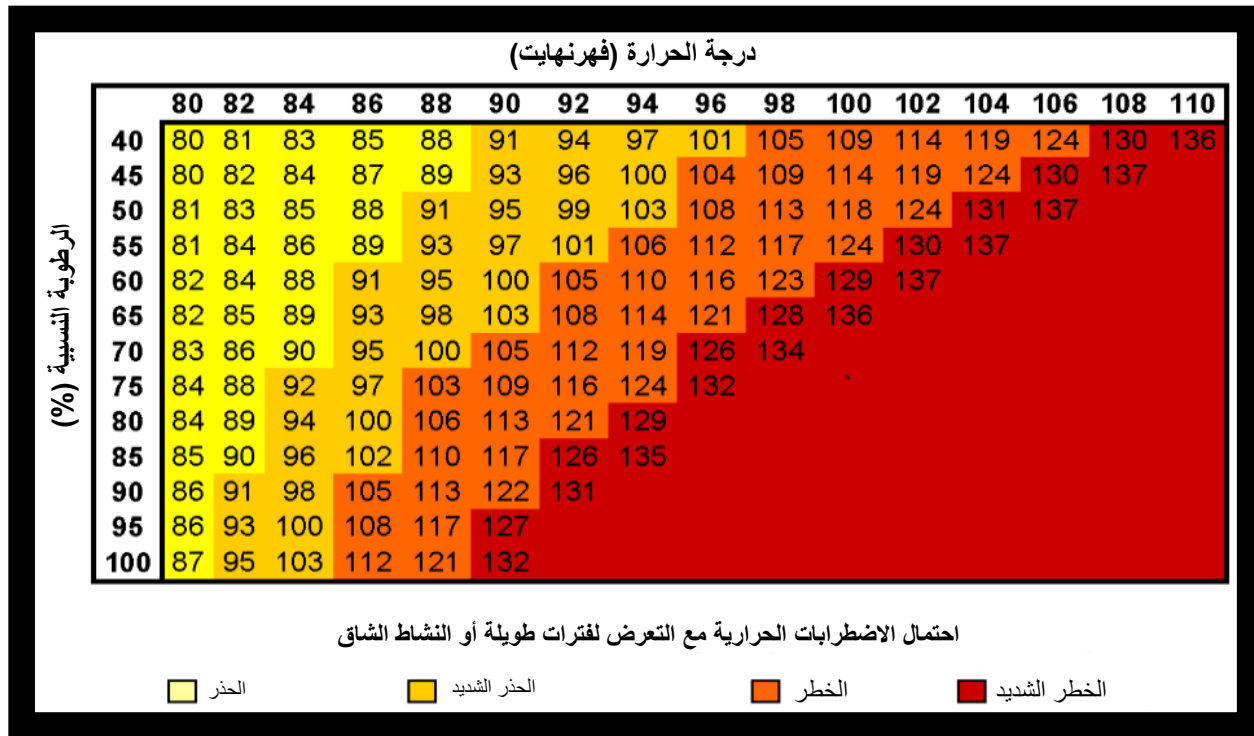 درجة الحرارة (فهرنهايت)
80 82 84 86 88 90 92 94 96 98 100 102 104 106 108 110
الرطوبة النسبية (%)
40 80 81 83 85 88 91 94 97 101 105 109 114 119 124 130 136
45 80 82 84 87 89 93 96 100 104 109 114 119 124 130 137
50 81 83 85 88 91 95 99 103 108 113 118 124 131 137
55 81 84 86 89 93 97 101 106 112 117 124 130 137
60 82 84 88 91 95 100 105 110 116 123 129 137
65 82 85 89 93 98 103 108 114 121 128 136
70 83 86 90 95 100 105 112 119 126 134
75 84 88 92 97 103 109 116 124 132
80 84 89 94 100 106 113 121 129
85 85 90 96 102 110 117 126 135
90 86 91 98 105 113 122 131
95 86 93 100 108 117 127
100 87 95 103 112 121 132
احتمال الاضطرابات الحرارية مع التعرض لفترات طويلة أو النشاط الشاق
الخطر الشديد الخطر الحذر الشديد الحذر